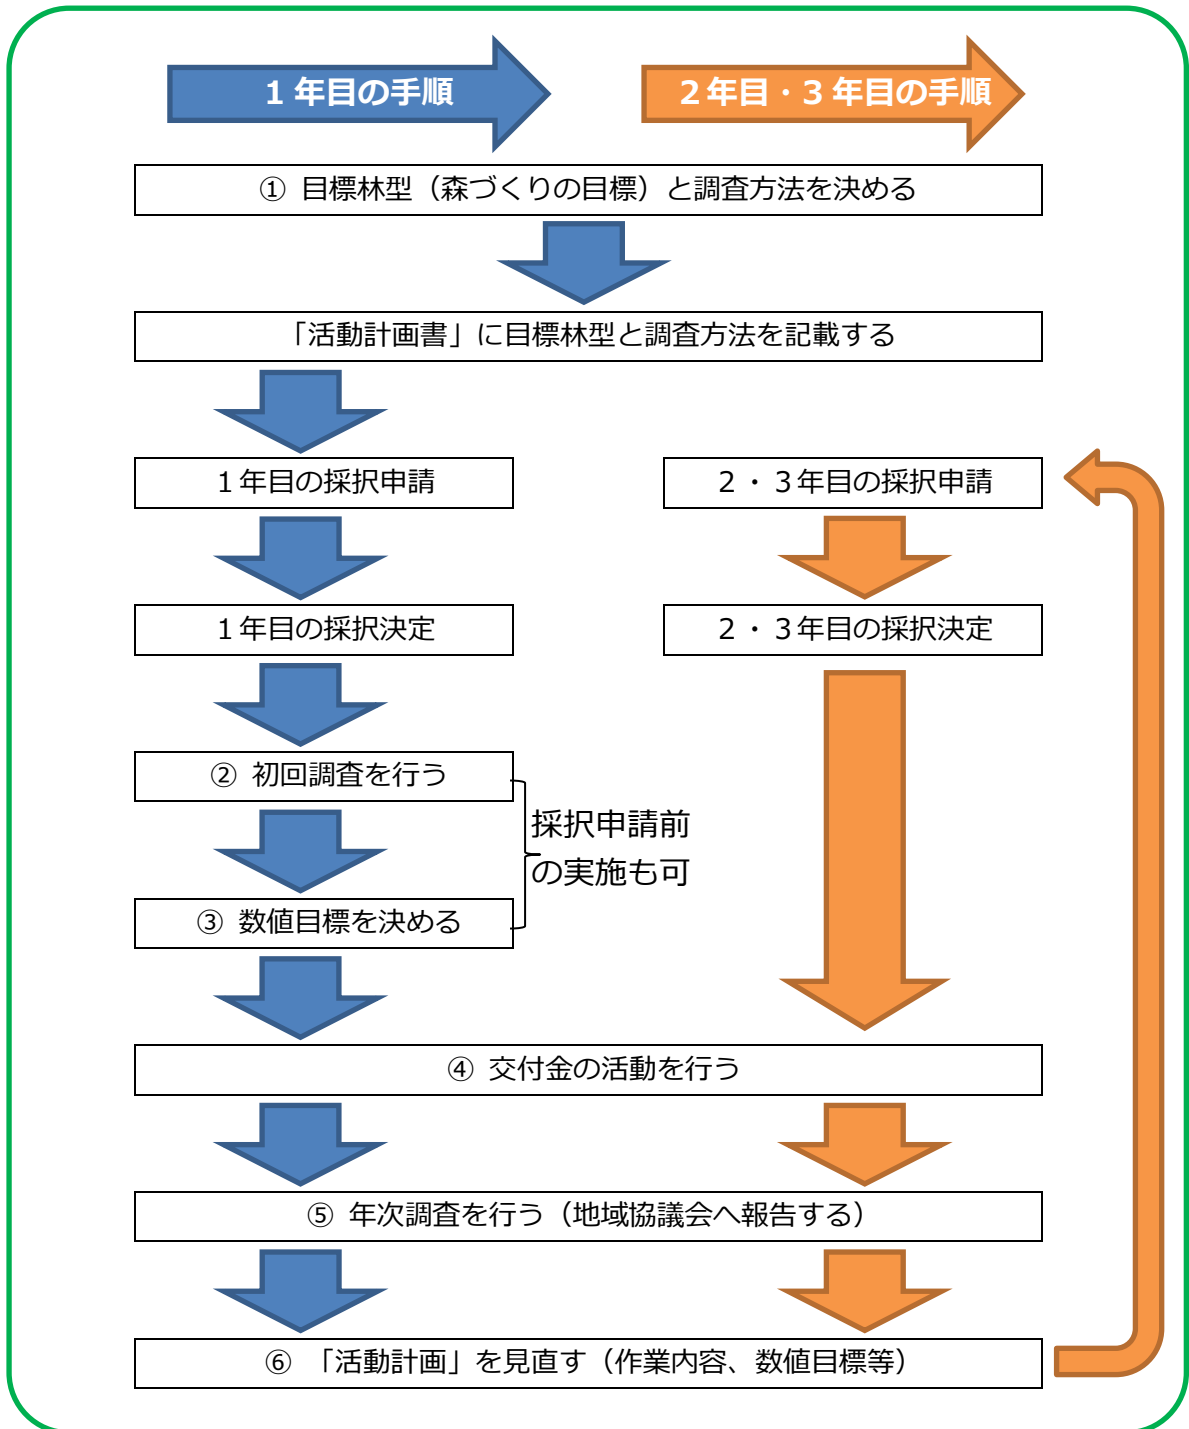 １年目の手順
２年目・３年目の手順
① 目標林型（森づくりの目標）と調査方法を決める
「活動計画書」に目標林型と調査方法を記載する
１年目の採択申請
２・３年目の採択申請
１年目の採択決定
２・３年目の採択決定
② 初回調査を行う
採択申請前
の実施も可
③ 数値目標を決める
④ 交付金の活動を行う
⑤ 年次調査を行う（地域協議会へ報告する）
⑥ 「活動計画」を見直す（作業内容、数値目標等）